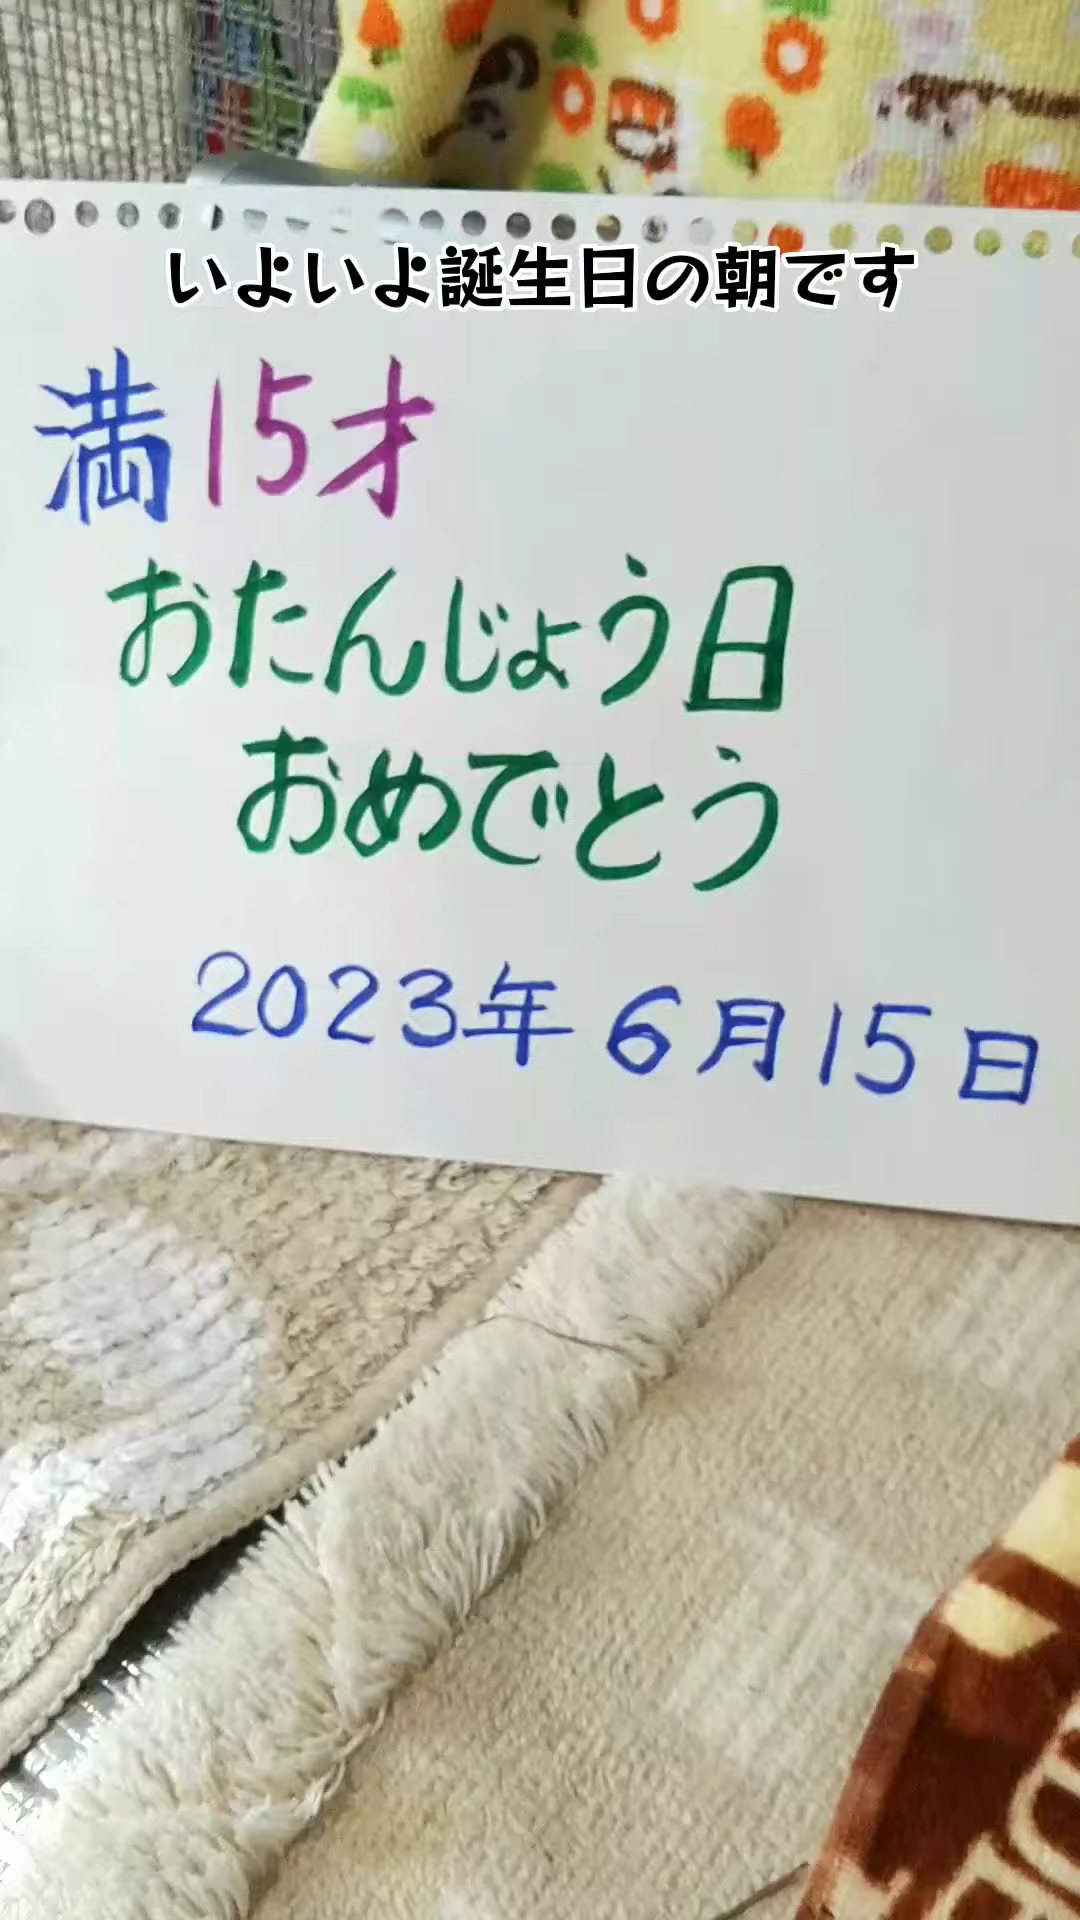 いよいよ誕生日の朝です
満15才
おたんじょう日
おめでとう
2023年6月15日